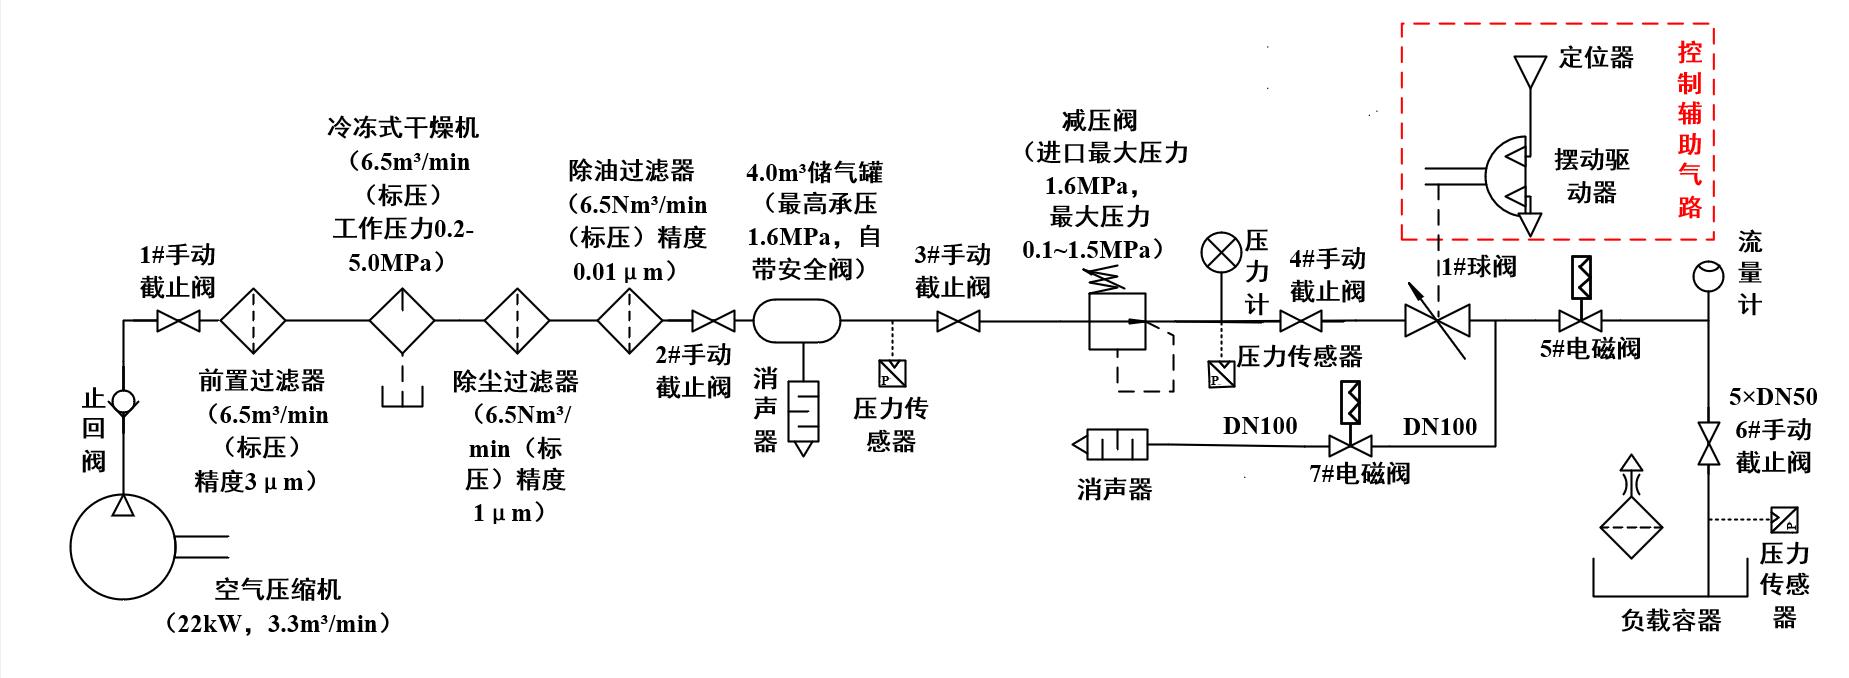 定位器
控
制
辅
助
气
路
摆动驱
动器
冷冻式干燥机
（6.5m³/min
（标压）
工作压力0.2-
5.0MPa）
除油过滤器
（6.5Nm³/min
（标压）精度
0.01μm）
4.0m³储气罐
（最高承压
1.6MPa，自
带安全阀）
减压阀
（进口最大压力
1.6MPa，
最大压力
0.1~1.5MPa）
1#手动
截止阀
3#手动
截止阀
压
力
计
4#手动
截止阀
1#球阀
流
量
计
2#手动
截止阀
5#电磁阀
压力传感器
P
P
前置过滤器
（6.5m³/min
（标压）
精度3μm）
除尘过滤器
（6.5Nm³/
min（标
压）精度
1μm）
消
声
器
压力传
感器
止
回
阀
DN100
DN100
7#电磁阀
消声器
5×DN50
6#手动
截止阀
P
压力
传感
器
空气压缩机
（22kW，3.3m³/min）
负载容器